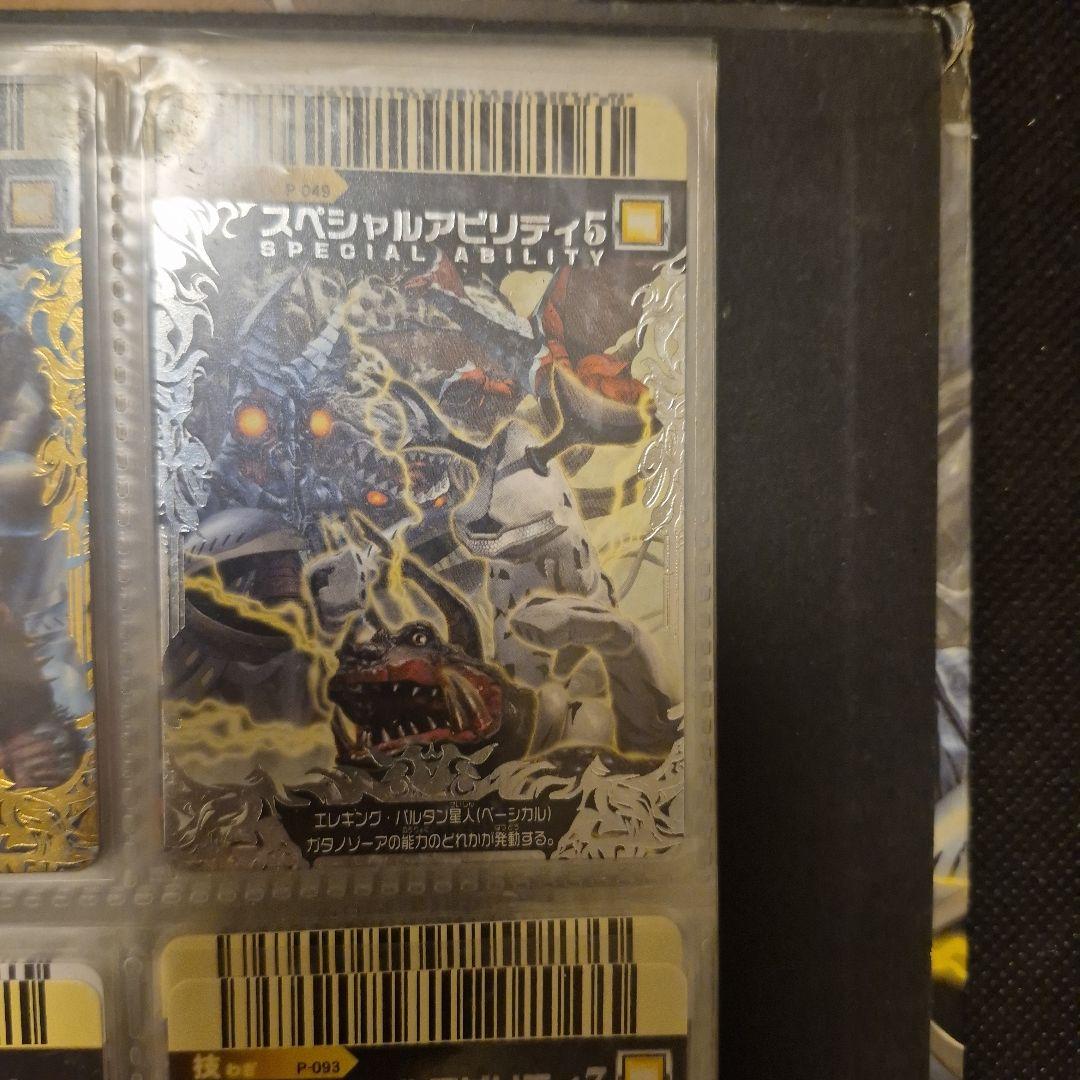 P-049
スペシャルアビリティ5
SPECIAL ABILITY
エレキング・バルタン星人(ベーシカル)
ガタノゾーアの能力のどれかが発動する。
技 わざ P-093